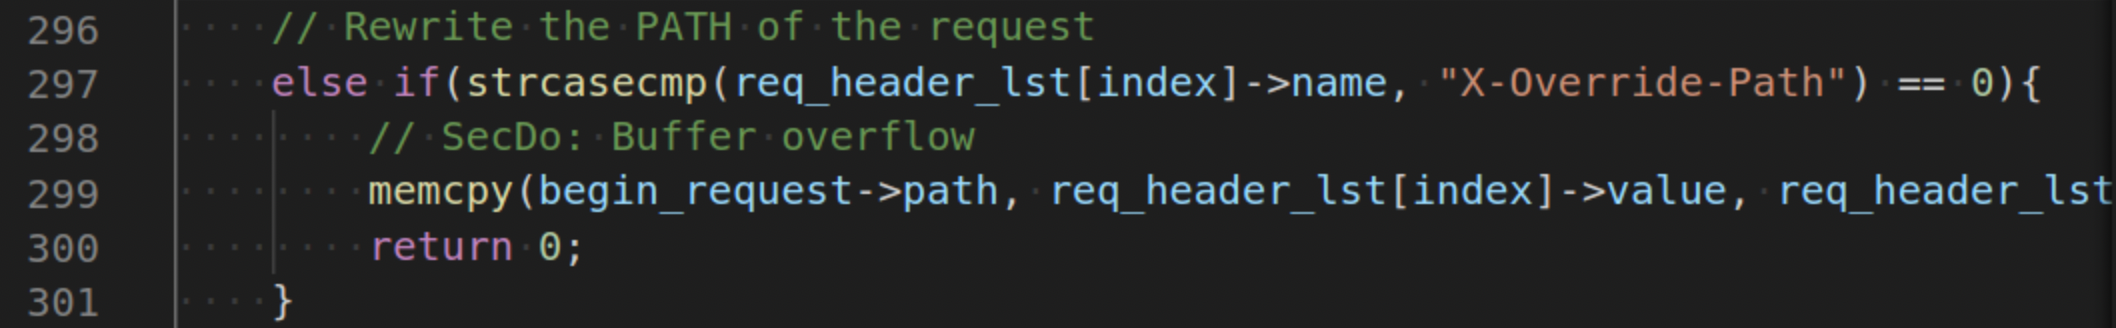 296 // Rewrite the PATH of the request
297 else if(strcasecmp(req_header_lst[index]->name, "X-Override-Path") == 0){
298 // SecDo: Buffer overflow
299 memcpy(begin_request->path, req_header_lst[index]->value, req_header_lst
300 return 0;
301 }